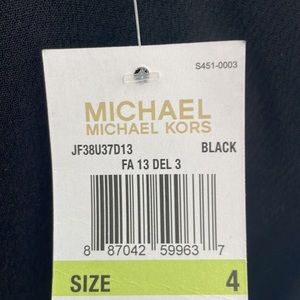 S451-0003
MICHAEL
MICHAEL KORS
JF38U37D13 BLACK
FA 13 DEL 3
8 87042 59963 7
SIZE 4